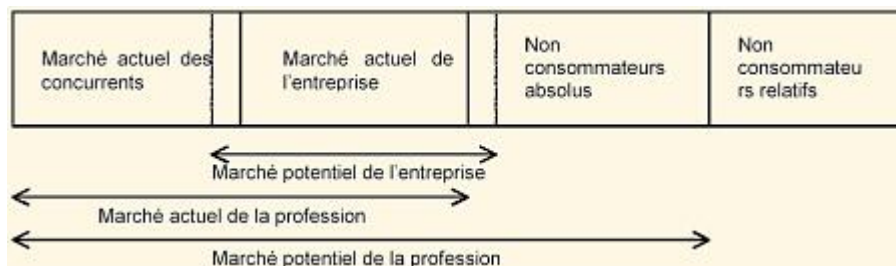 Marché actuel des
concurrents
Marché actuel de
l'entreprise
Non
consommateurs
absolus
Non
consommateu
rs relatifs
Marché potentiel de l'entreprise
Marché actuel de la profession
Marché potentiel de la profession